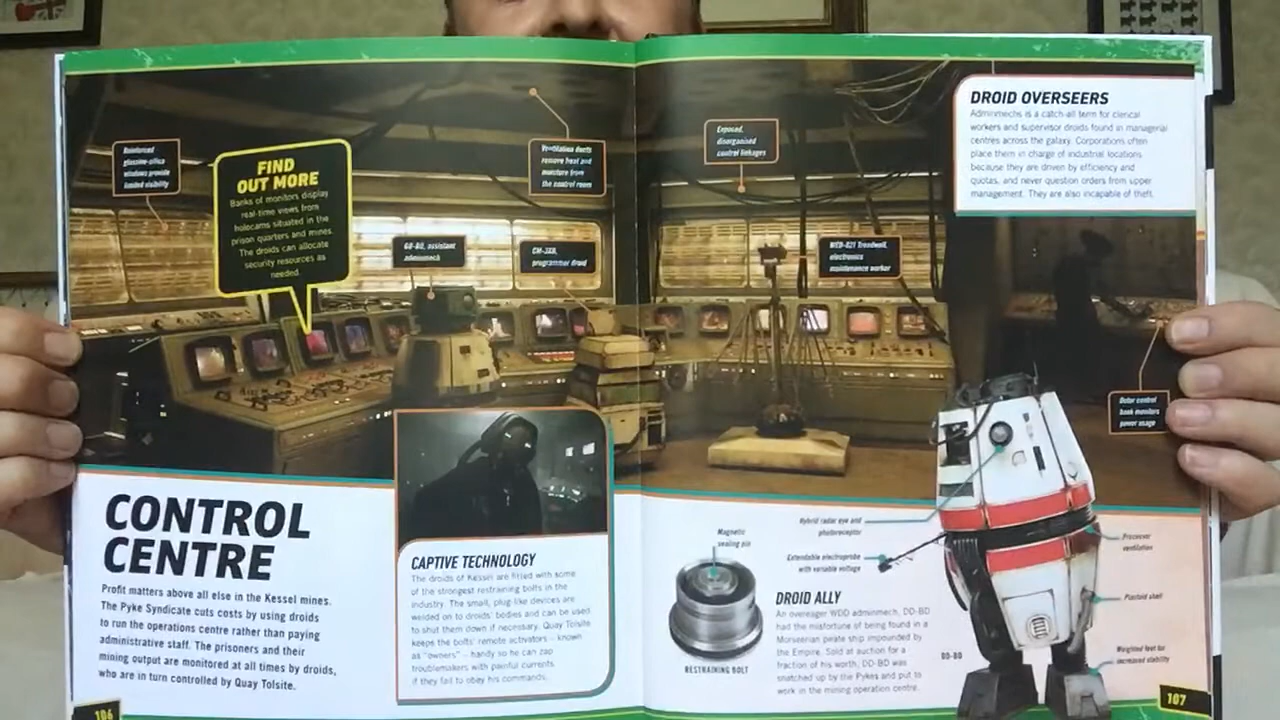 Reinforced
glassine-silica
windows provide
limited visibility
FIND
OUT MORE
Banks of monitors display
real-time views from
holocams situated in the
prison quarters and mines.
The droids can allocate
security resources as
needed.
Ventilation ducts
remove heat and
moisture from
the control room
assistant
adminmech
programmer droid
CONTROL
CENTRE
Profit matters above all else in the Kessel mines.
The Pyke Syndicate cuts costs by using droids
to run the operations centre rather than paying
administrative staff. The prisoners and their
mining output are monitored at all times by droids,
who are in turn controlled by Quay Tolsite.
CAPTIVE TECHNOLOGY
The droids of Kessel are fitted with some
of the strongest restraining bolts in the
industry. The small, plug-like devices are
welded on to droids' bodies and can be used
to shut them down if necessary. Quay Tolsite
keeps the bolts' remote activators – known
as "owners" – handy so he can zap
troublemakers with painful currents
if they fail to obey his commands.
106
Exposed,
disorganised
control linkages
Treadwell,
electronics
maintenance worker
DROID OVERSEERS
Adminmechs is a catch-all term for clerical
workers and supervisor droids found in managerial
centres across the galaxy. Corporations often
place them in charge of industrial locations
because they are driven by efficiency and
quotas, and never question orders from upper
management. They are also incapable of theft.
control
bank monitors
power usage
Magnetic
sealing pin
RESTRAINING BOLT
Hybrid radar eye and
photoreceptor
Extendable electroprobe
with variable voltage
DROID ALLY
An overeager WDD adminmech, DD-BD
had the misfortune of being found in a
Morseerian pirate ship impounded by
the Empire. Sold at auction for a
fraction of his worth, DD-BD was
snatched up by the Pykes and put to
work in the mining operation centre.
DD-BD
Processor
ventilation
Plastoid shell
Weighted feet for
increased stability
107